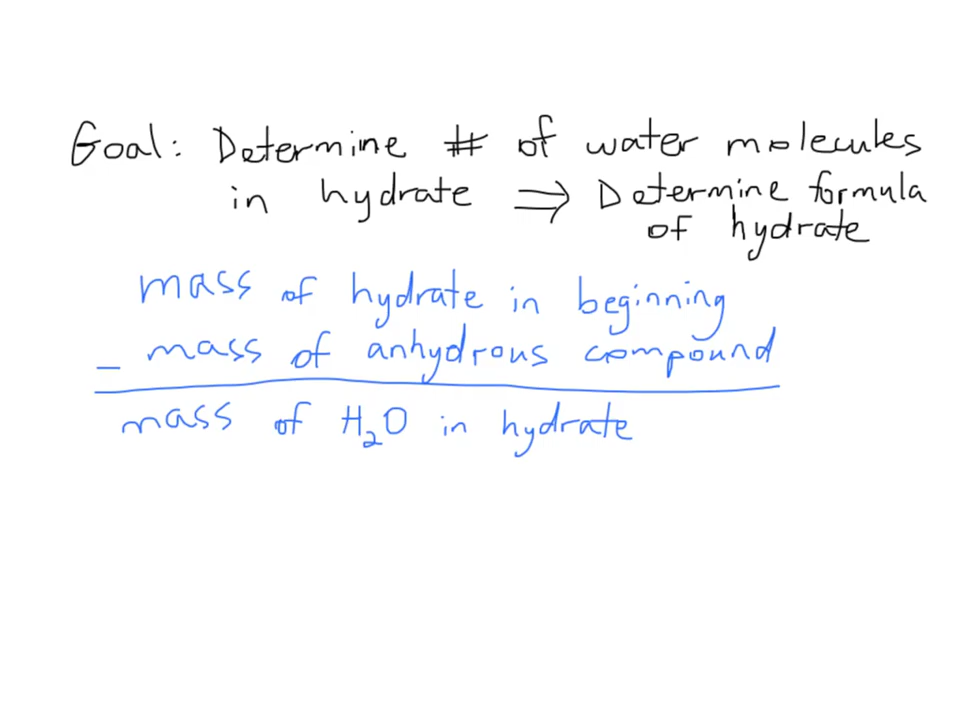 Goal: Determine # of water molecules
in hydrate ⇒ Determine formula
of hydrate
mass of hydrate in beginning
- mass of anhydrous compound
mass of H₂O in hydrate